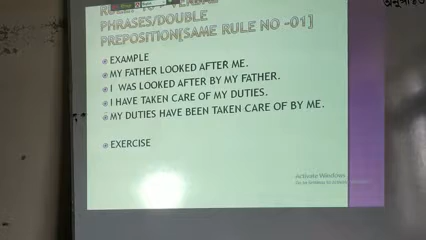 PHRASES/DOUBLE
PREPOSITION[SAME RULE NO -01]
EXAMPLE
MY FATHER LOOKED AFTER ME.
I WAS LOOKED AFTER BY MY FATHER.
I HAVE TAKEN CARE OF MY DUTIES.
MY DUTIES HAVE BEEN TAKEN CARE OF BY ME.
EXERCISE
Activate Windows